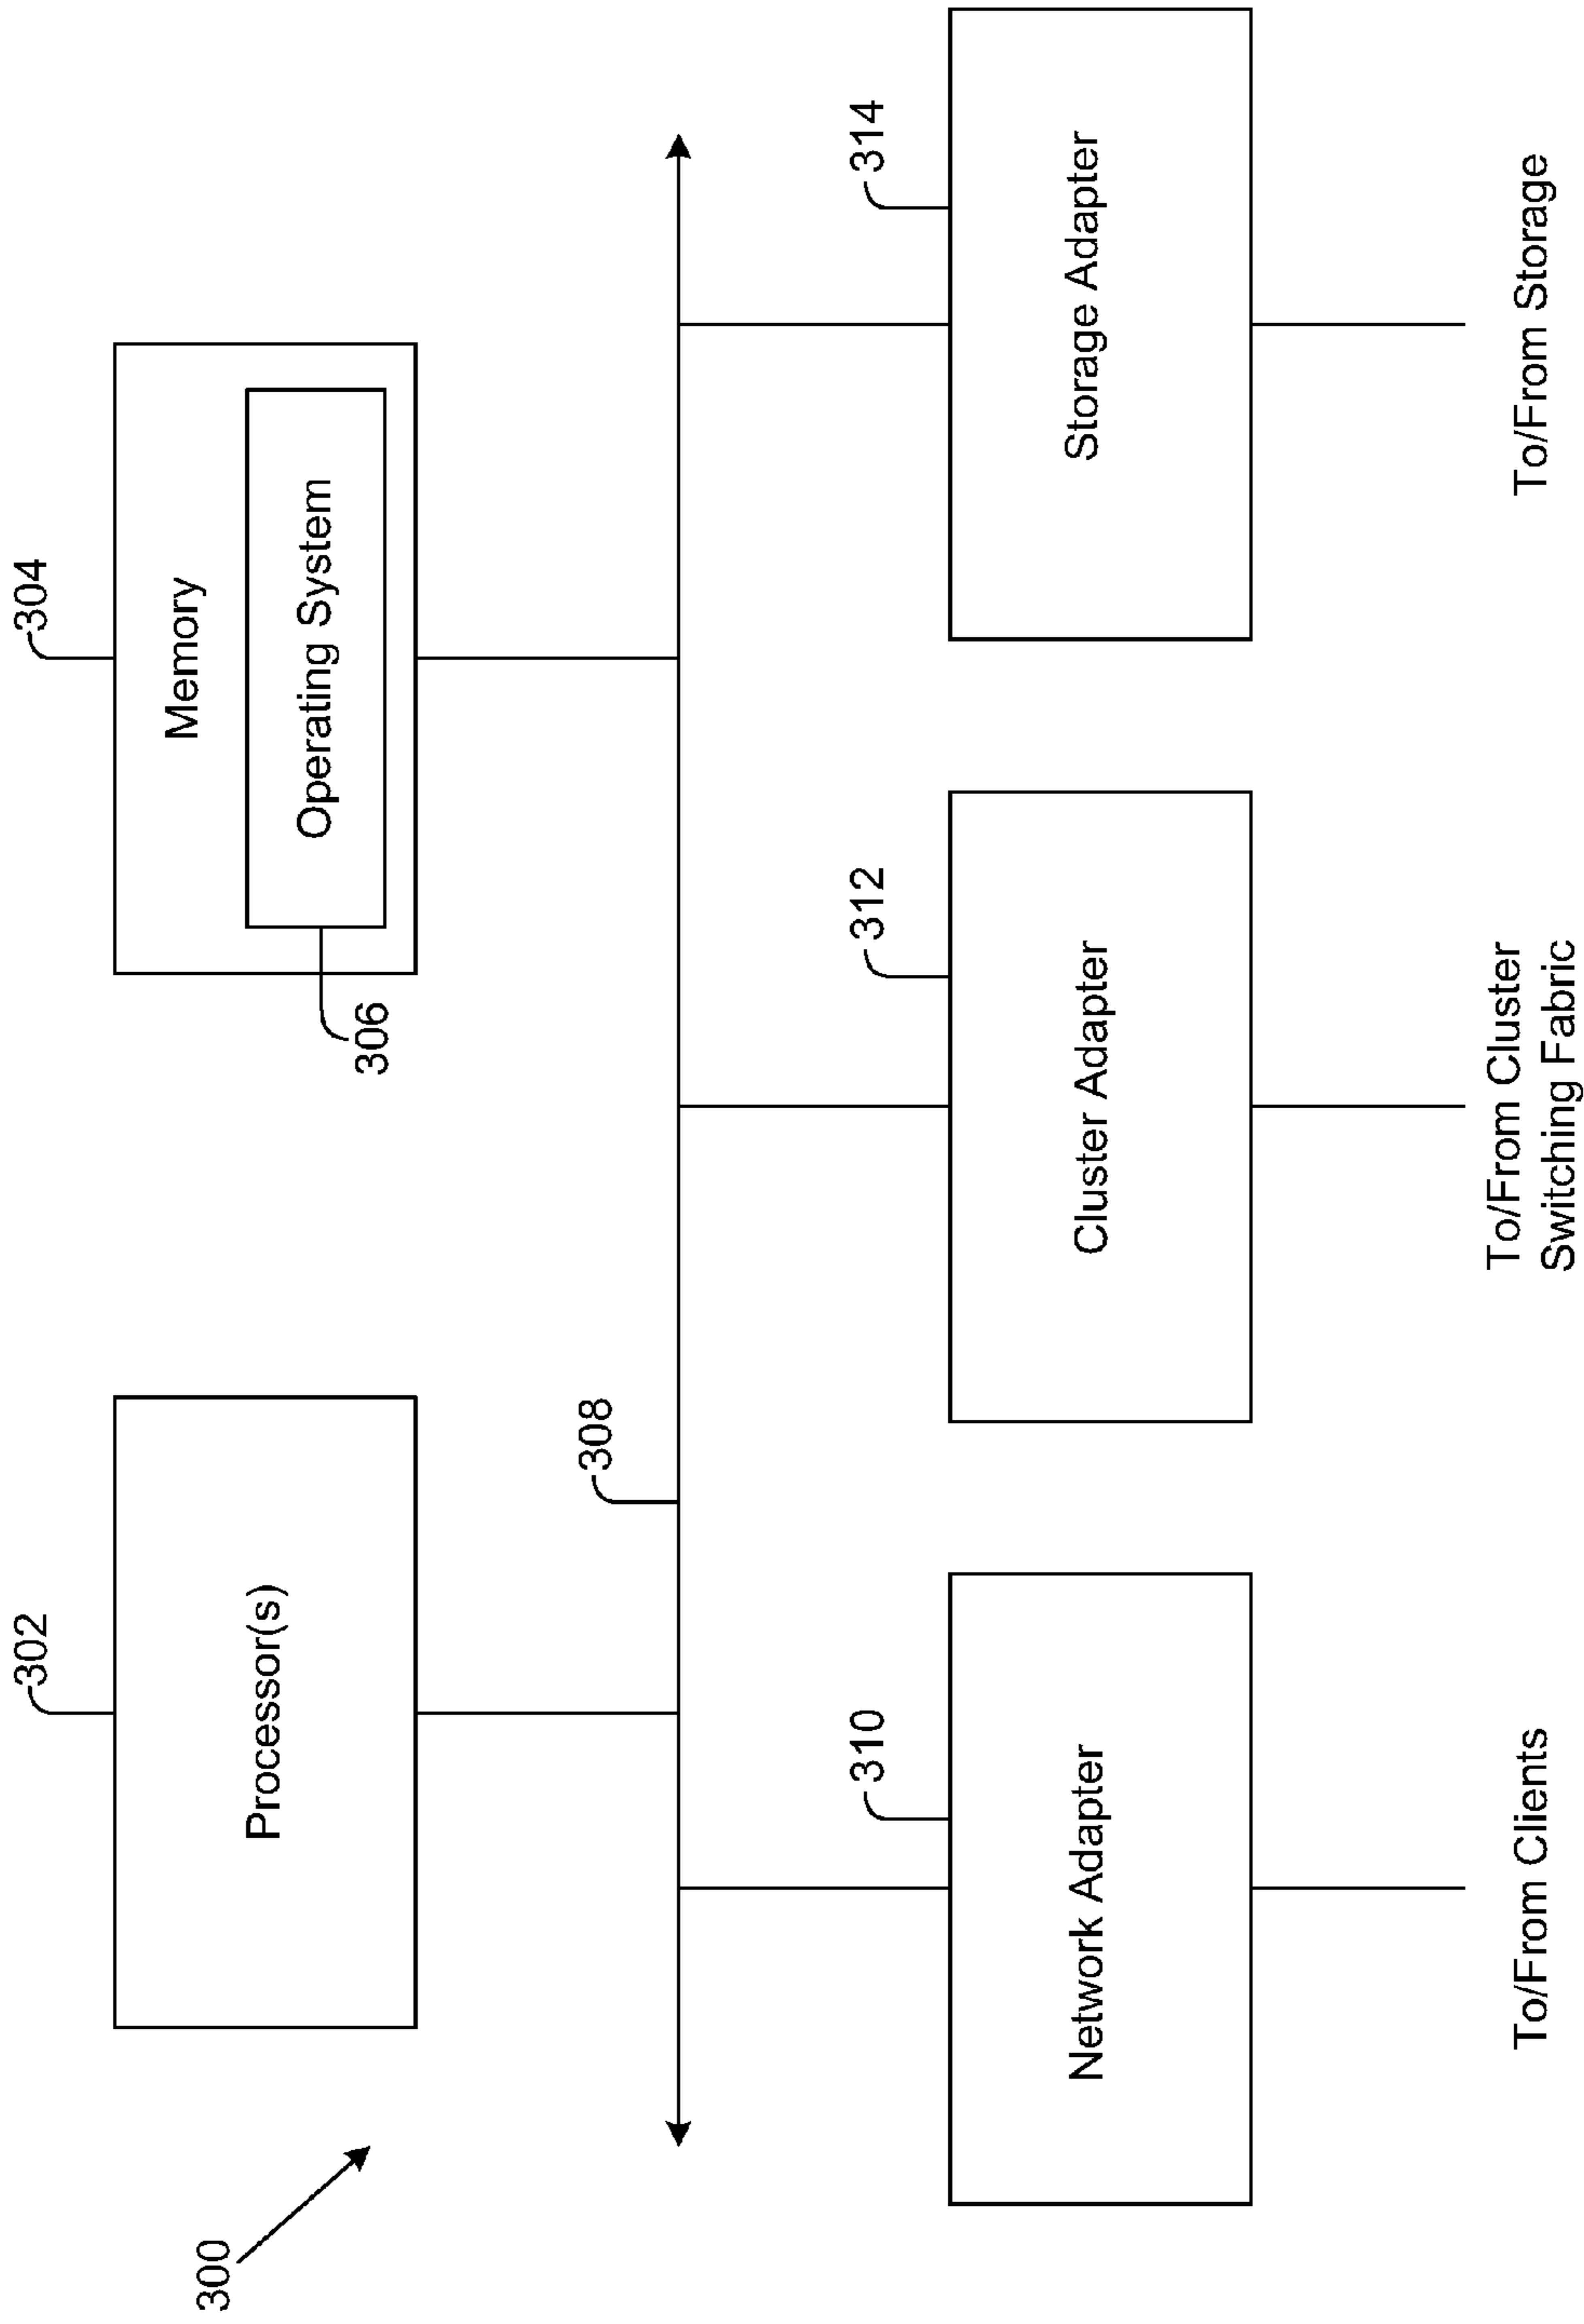 300
302
Processor(s)
304
Memory
Operating System
306
308
310
Network Adapter
312
Cluster Adapter
314
Storage Adapter
To/From Clients
To/From Cluster
Switching Fabric
To/From Storage